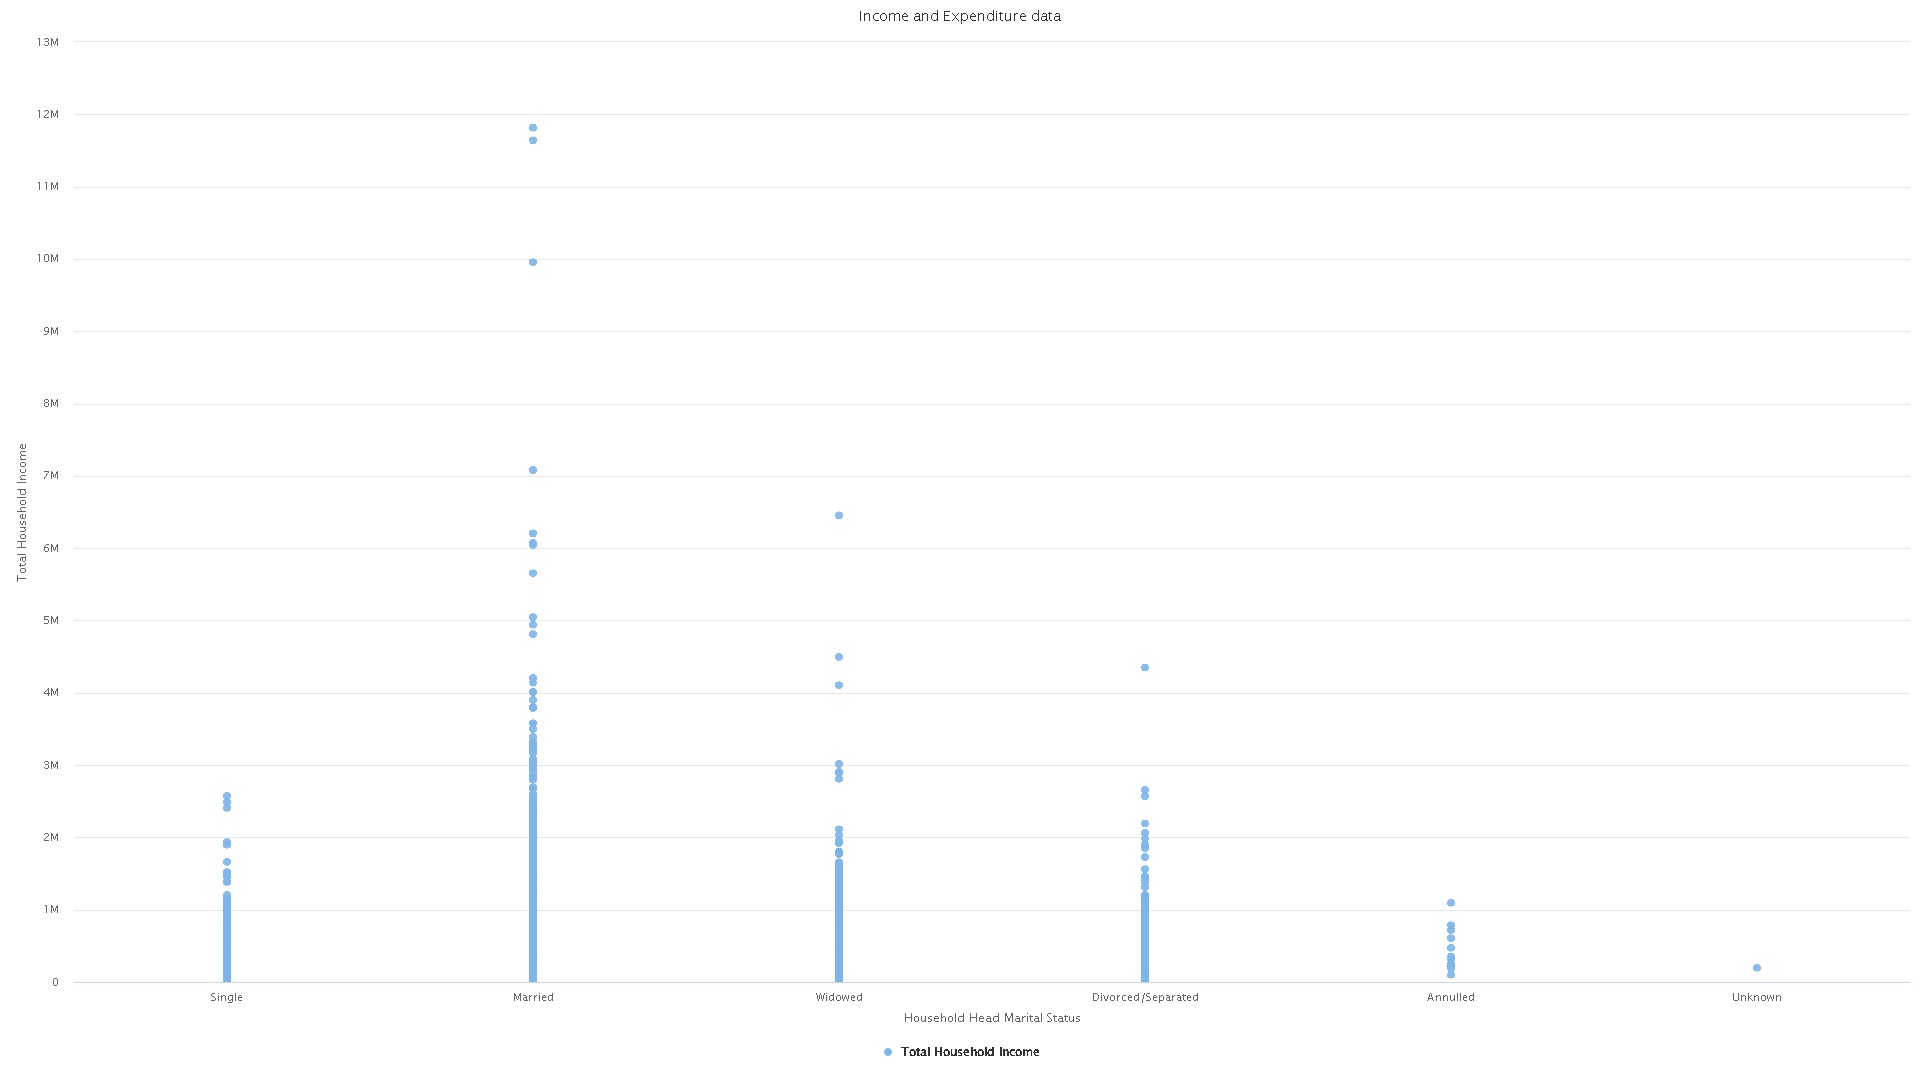 Income and Expenditure data
13M
12M
11M
10M
9M
8M
7M
6M
5M
4M
3M
2M
1M
0
Total Household Income
Single Married Widowed Divorced/Separated Annulled Unknown
Household Head Marital Status
Total Household Income